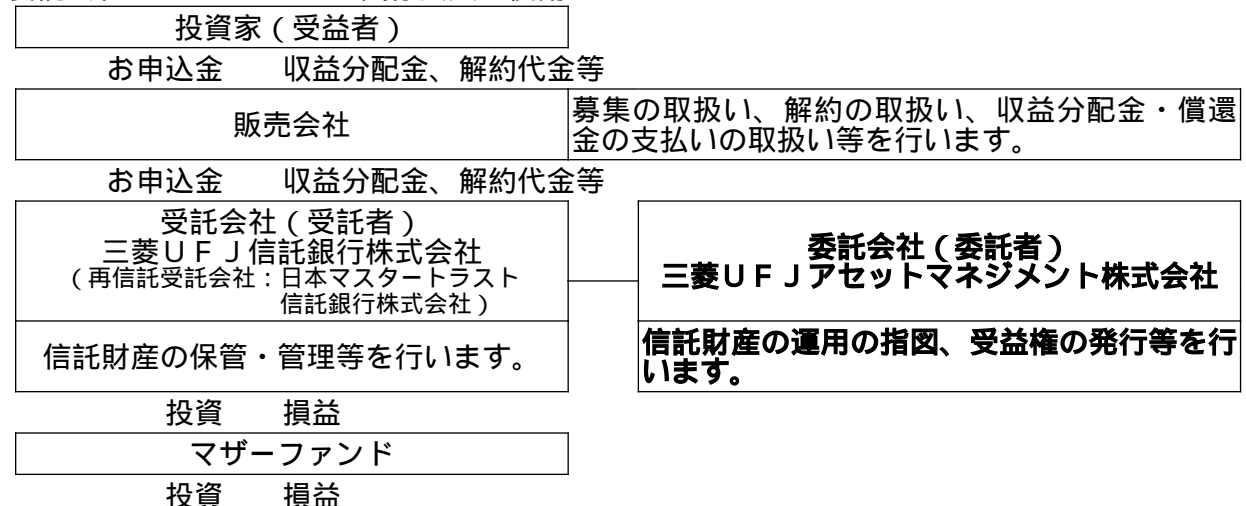 投資家（受益者）
お申込金　収益分配金、解約代金等
販売会社
募集の取扱い、解約の取扱い、収益分配金・償還
金の支払いの取扱い等を行います。
お申込金　収益分配金、解約代金等
受託会社（受託者）
三菱ＵＦＪ信託銀行株式会社
（再信託受託会社：日本マスタートラスト
信託銀行株式会社）
委託会社（委託者）
三菱ＵＦＪアセットマネジメント株式会社
信託財産の保管・管理等を行います。
信託財産の運用の指図、受益権の発行等を行
います。
投資　損益
マザーファンド
投資　損益